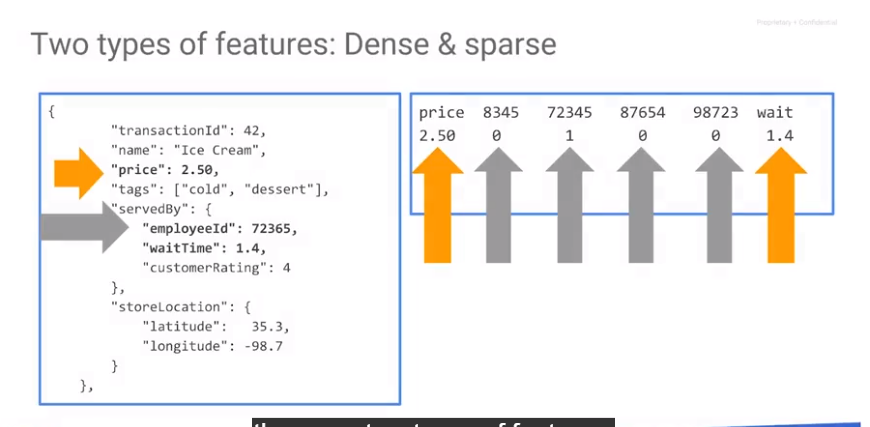 Proprietary + Confidential
Two types of features: Dense & sparse
{
"transactionId": 42,
"name": "Ice Cream",
"price": 2.50,
"tags": ["cold", "dessert"],
"servedBy": {
"employeeId": 72365,
"waitTime": 1.4,
"customerRating": 4
},
"storeLocation": {
"latitude": 35.3,
"longitude": -98.7
}
},
price 8345 72345 87654 98723 wait
2.50 0 1 0 0 1.4